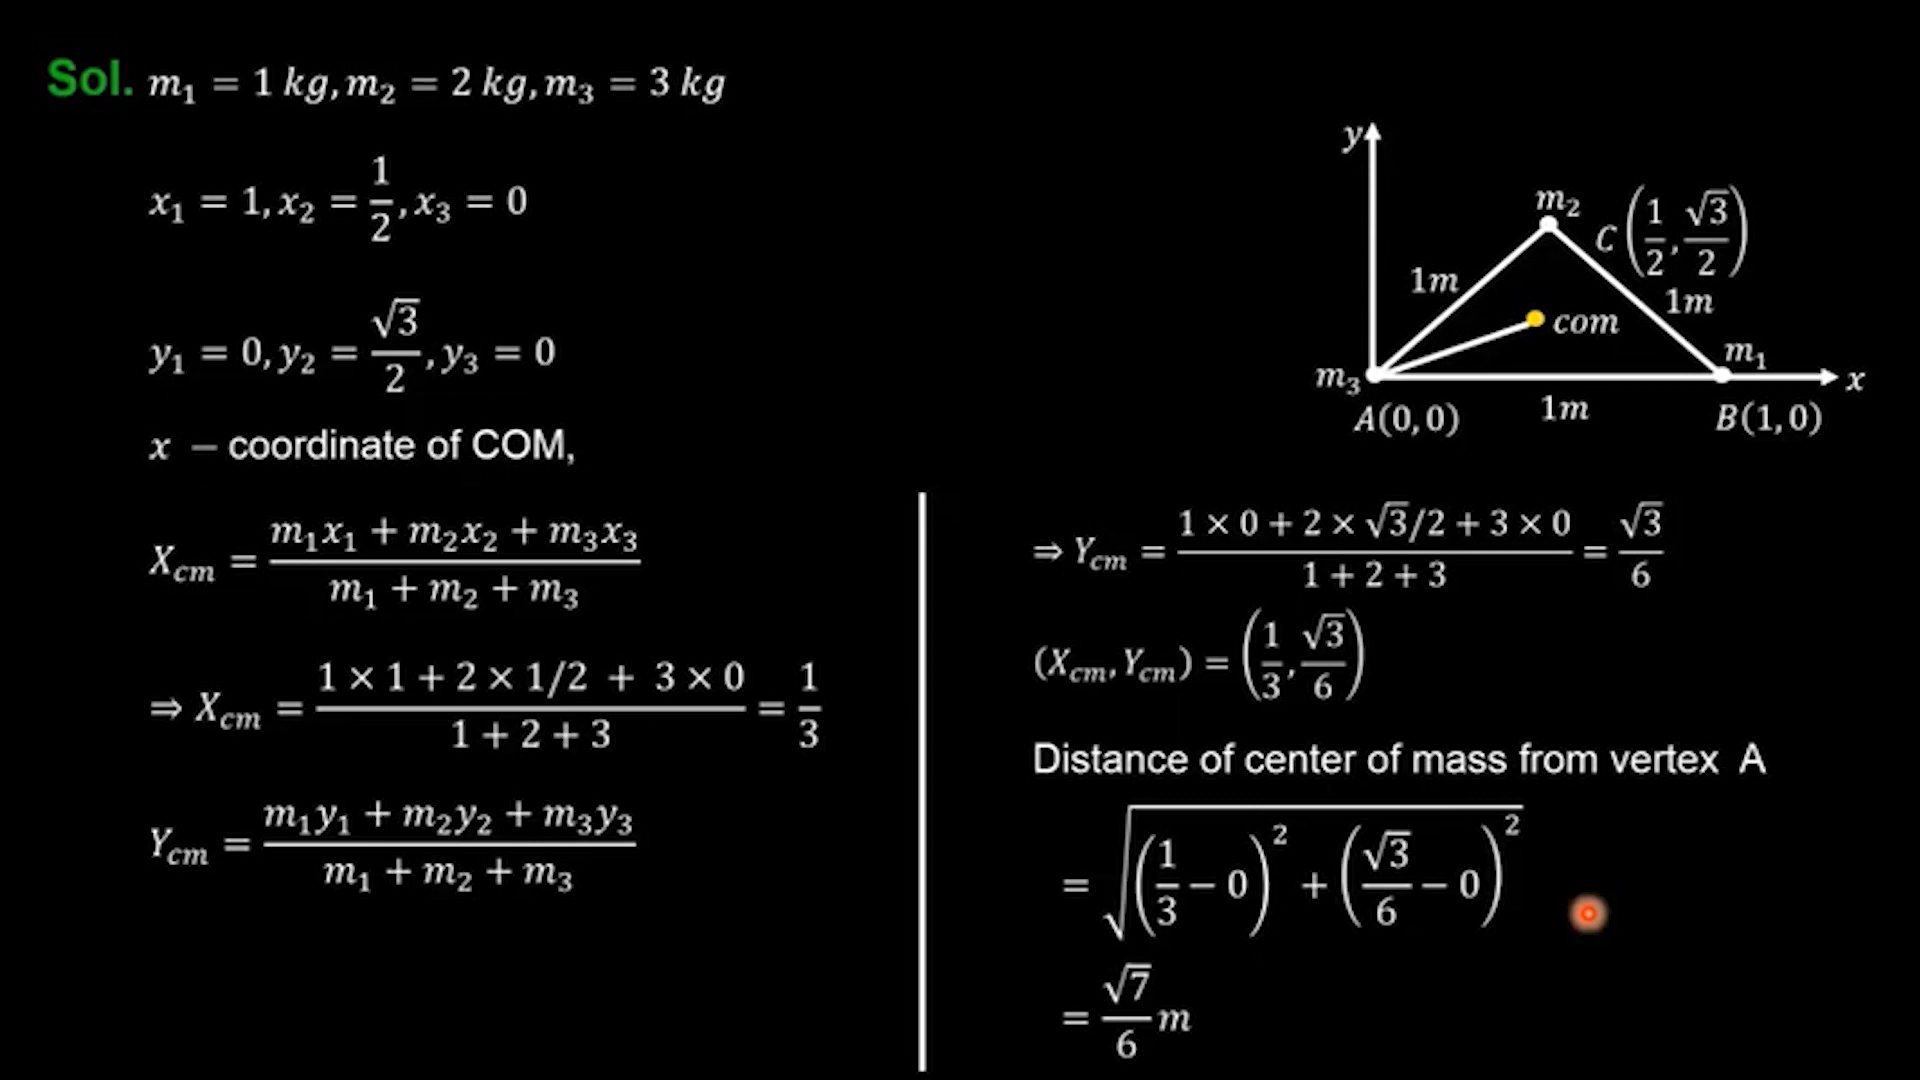 Sol. m₁ = 1 kg, m₂ = 2 kg, m₃ = 3 kg
x₁ = 1, x₂ = 1/2, x₃ = 0
y₁ = 0, y₂ = √3/2, y₃ = 0
x – coordinate of COM,
X_cm = (m₁x₁ + m₂x₂ + m₃x₃)/(m₁ + m₂ + m₃)
⇒ X_cm = (1 × 1 + 2 × 1/2 + 3 × 0)/(1 + 2 + 3) = 1/3
Y_cm = (m₁y₁ + m₂y₂ + m₃y₃)/(m₁ + m₂ + m₃)
y
m₂
C(1/2, √3/2)
1m
1m
com
m₁
m₃
x
A(0, 0)
1m
B(1, 0)
⇒ Y_cm = (1 × 0 + 2 × √3/2 + 3 × 0)/(1 + 2 + 3) = √3/6
(X_cm, Y_cm) = (1/3, √3/6)
Distance of center of mass from vertex A
= √((1/3 − 0)² + (√3/6 − 0)²)
= √7/6 m